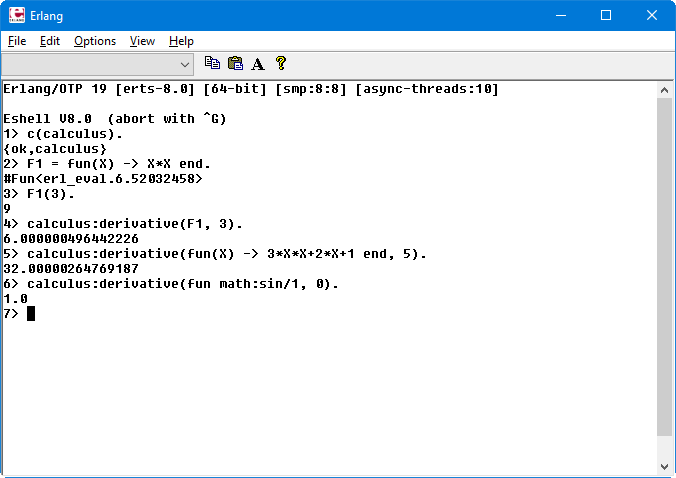 Erlang
File Edit Options View Help
Erlang/OTP 19 [erts-8.0] [64-bit] [smp:8:8] [async-threads:10]
Eshell V8.0  (abort with ^G)
1> c(calculus).
{ok,calculus}
2> F1 = fun(X) -> X*X end.
#Fun<erl_eval.6.52032458>
3> F1(3).
9
4> calculus:derivative(F1, 3).
6.000000496442226
5> calculus:derivative(fun(X) -> 3*X*X+2*X+1 end, 5).
32.00000264769187
6> calculus:derivative(fun math:sin/1, 0).
1.0
7>